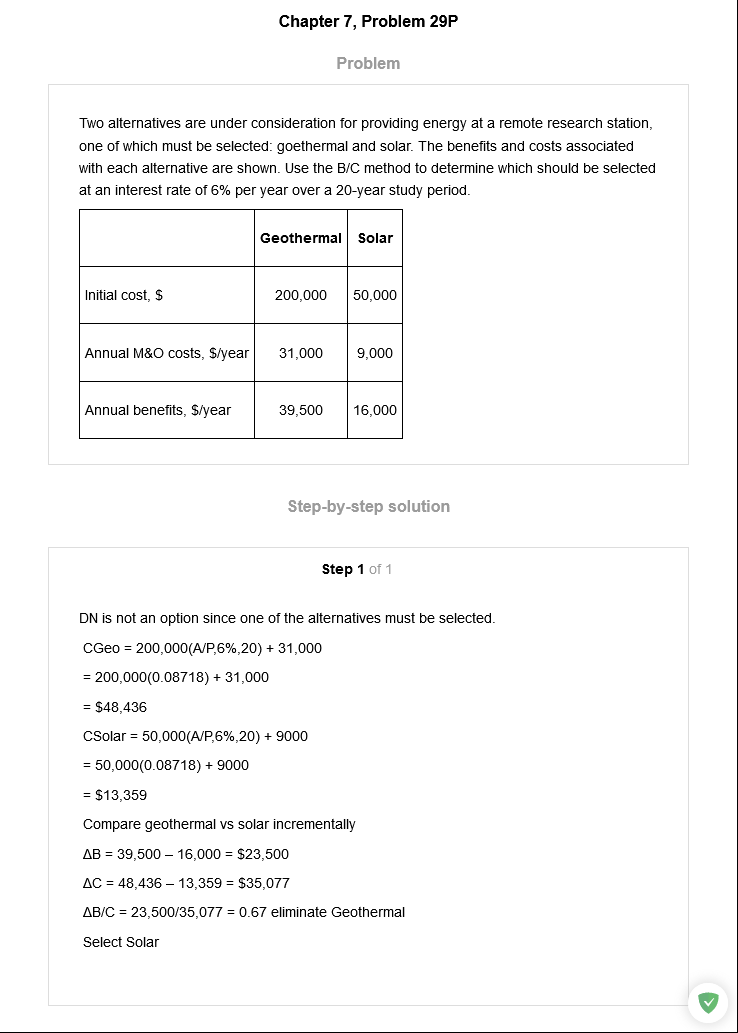 Chapter 7, Problem 29P
Problem
Two alternatives are under consideration for providing energy at a remote research station,
one of which must be selected: goethermal and solar. The benefits and costs associated
with each alternative are shown. Use the B/C method to determine which should be selected
at an interest rate of 6% per year over a 20-year study period.
Geothermal Solar
Initial cost, $ 200,000 50,000
Annual M&O costs, $/year 31,000 9,000
Annual benefits, $/year 39,500 16,000
Step-by-step solution
Step 1 of 1
DN is not an option since one of the alternatives must be selected.
CGeo = 200,000(A/P,6%,20) + 31,000
= 200,000(0.08718) + 31,000
= $48,436
CSolar = 50,000(A/P,6%,20) + 9000
= 50,000(0.08718) + 9000
= $13,359
Compare geothermal vs solar incrementally
ΔB = 39,500 – 16,000 = $23,500
ΔC = 48,436 – 13,359 = $35,077
ΔB/C = 23,500/35,077 = 0.67 eliminate Geothermal
Select Solar